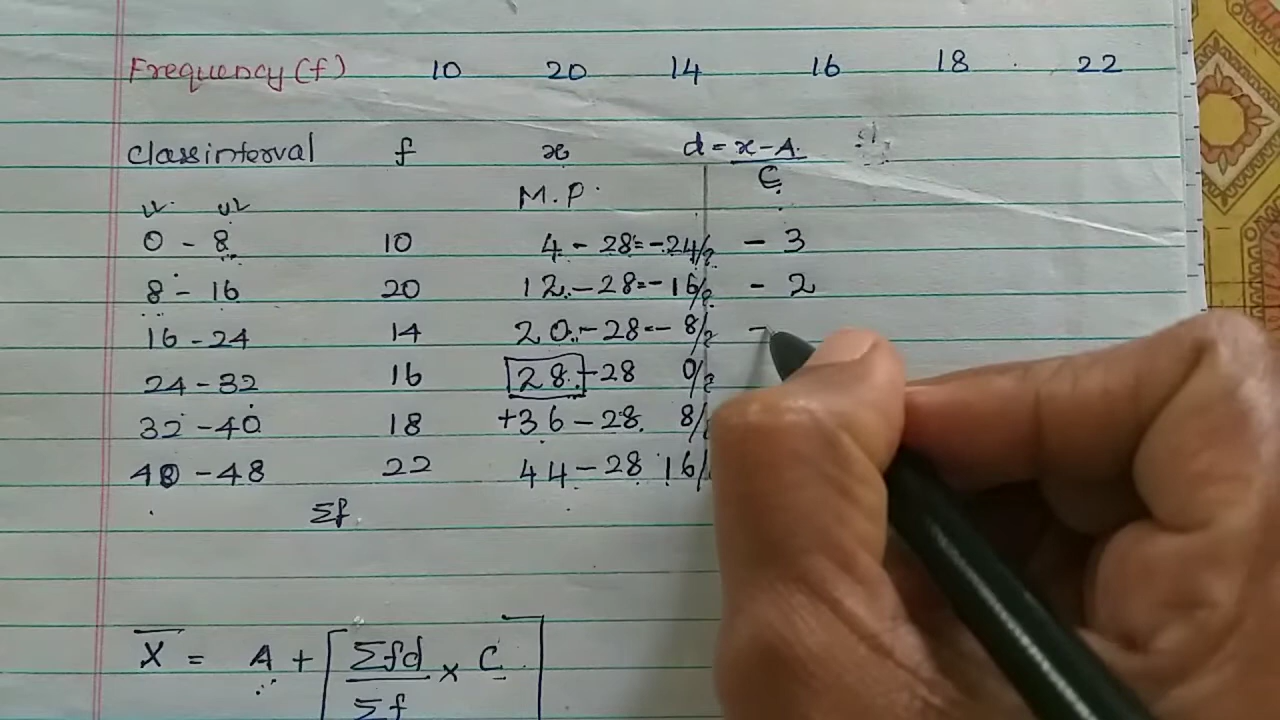 Frequency (f) 10 20 14 16 18 22
Class interval f x d = x-A.
C
M.P.
LL UL
0 - 8 10 4 - 28 = -24/8 - 3
8 - 16 20 12 - 28 = -16/8 - 2
16 - 24 14 20 - 28 = - 8/8 -
24 - 32 16 28 - 28 0/8
32 - 40 18 +36 - 28 8/
40 - 48 22 44 - 28 16/
Σf
X̄ = A + [Σfd × C]
Σf